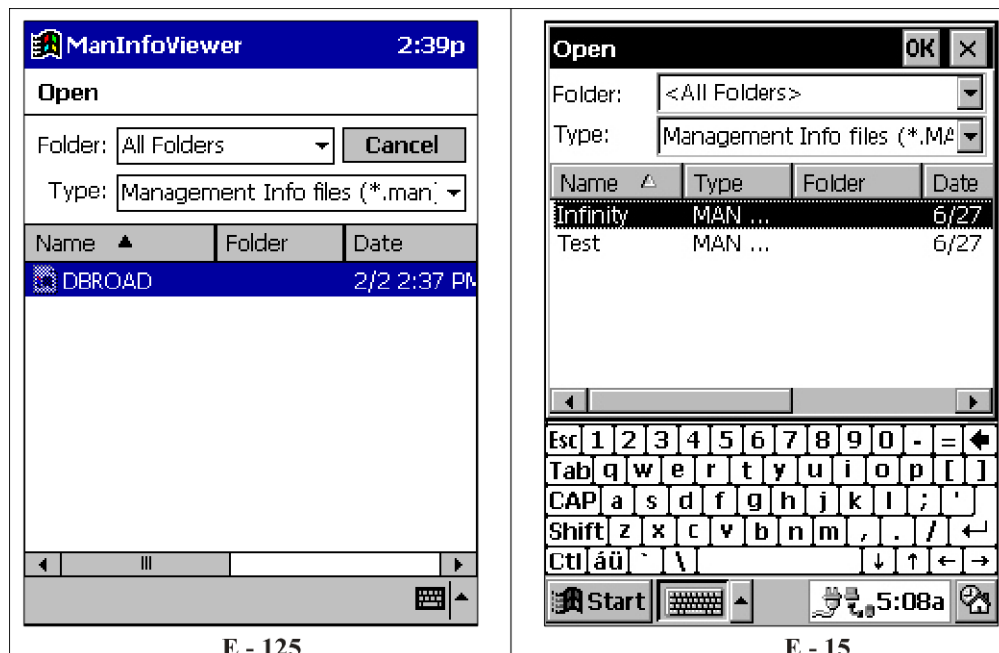 ManInfoViewer 2:39p
Open
Folder: All Folders Cancel
Type: Management Info files (*.man)
Name ▲ Folder Date
DBROAD 2/2 2:37 PM
E - 125
Open OK ×
Folder: <All Folders>
Type: Management Info files (*.MA
Name △ Type Folder Date
Infinity MAN ... 6/27
Test MAN ... 6/27
Esc 1 2 3 4 5 6 7 8 9 0 - = 🡄
Tab q w e r t y u i o p [ ]
CAP a s d f g h j k l ; '
Shift z x c v b n m , . / ↵
Ctl áü ` \ ↓ ↑ ← →
Start 5:08a
E - 15